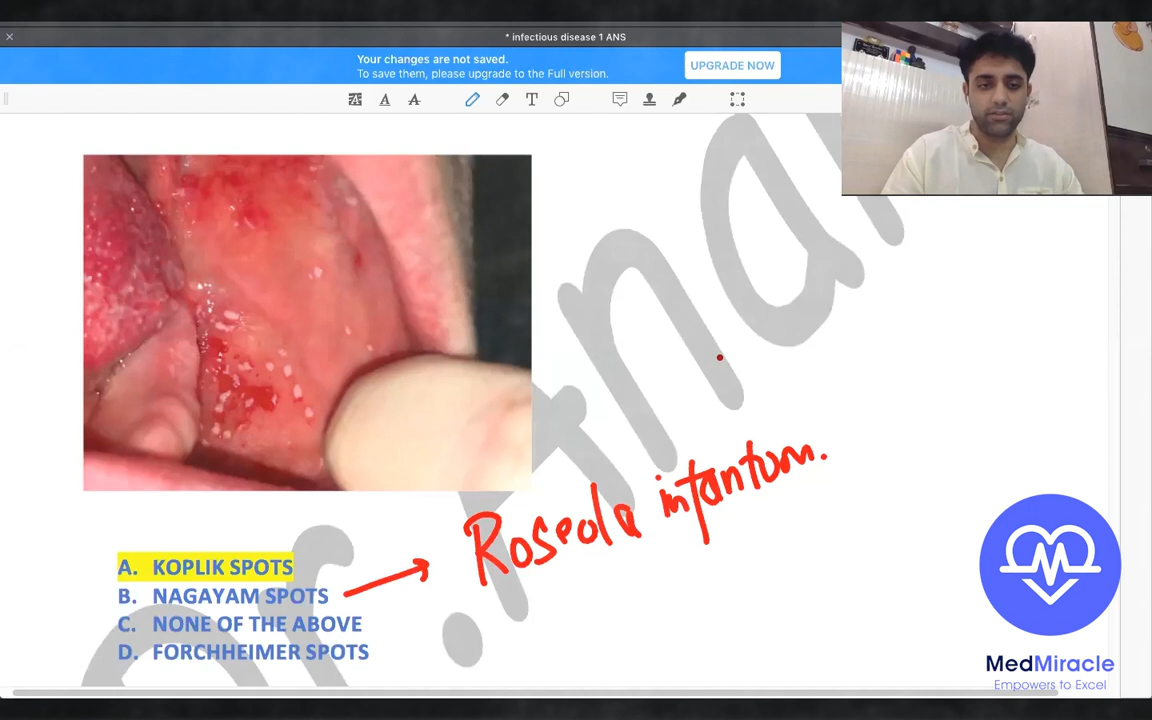 * infectious disease 1 ANS
Your changes are not saved.
To save them, please upgrade to the Full version.
UPGRADE NOW
Roseola infantom.
A. KOPLIK SPOTS
B. NAGAYAM SPOTS
C. NONE OF THE ABOVE
D. FORCHHEIMER SPOTS
MedMiracle
Empowers to Excel